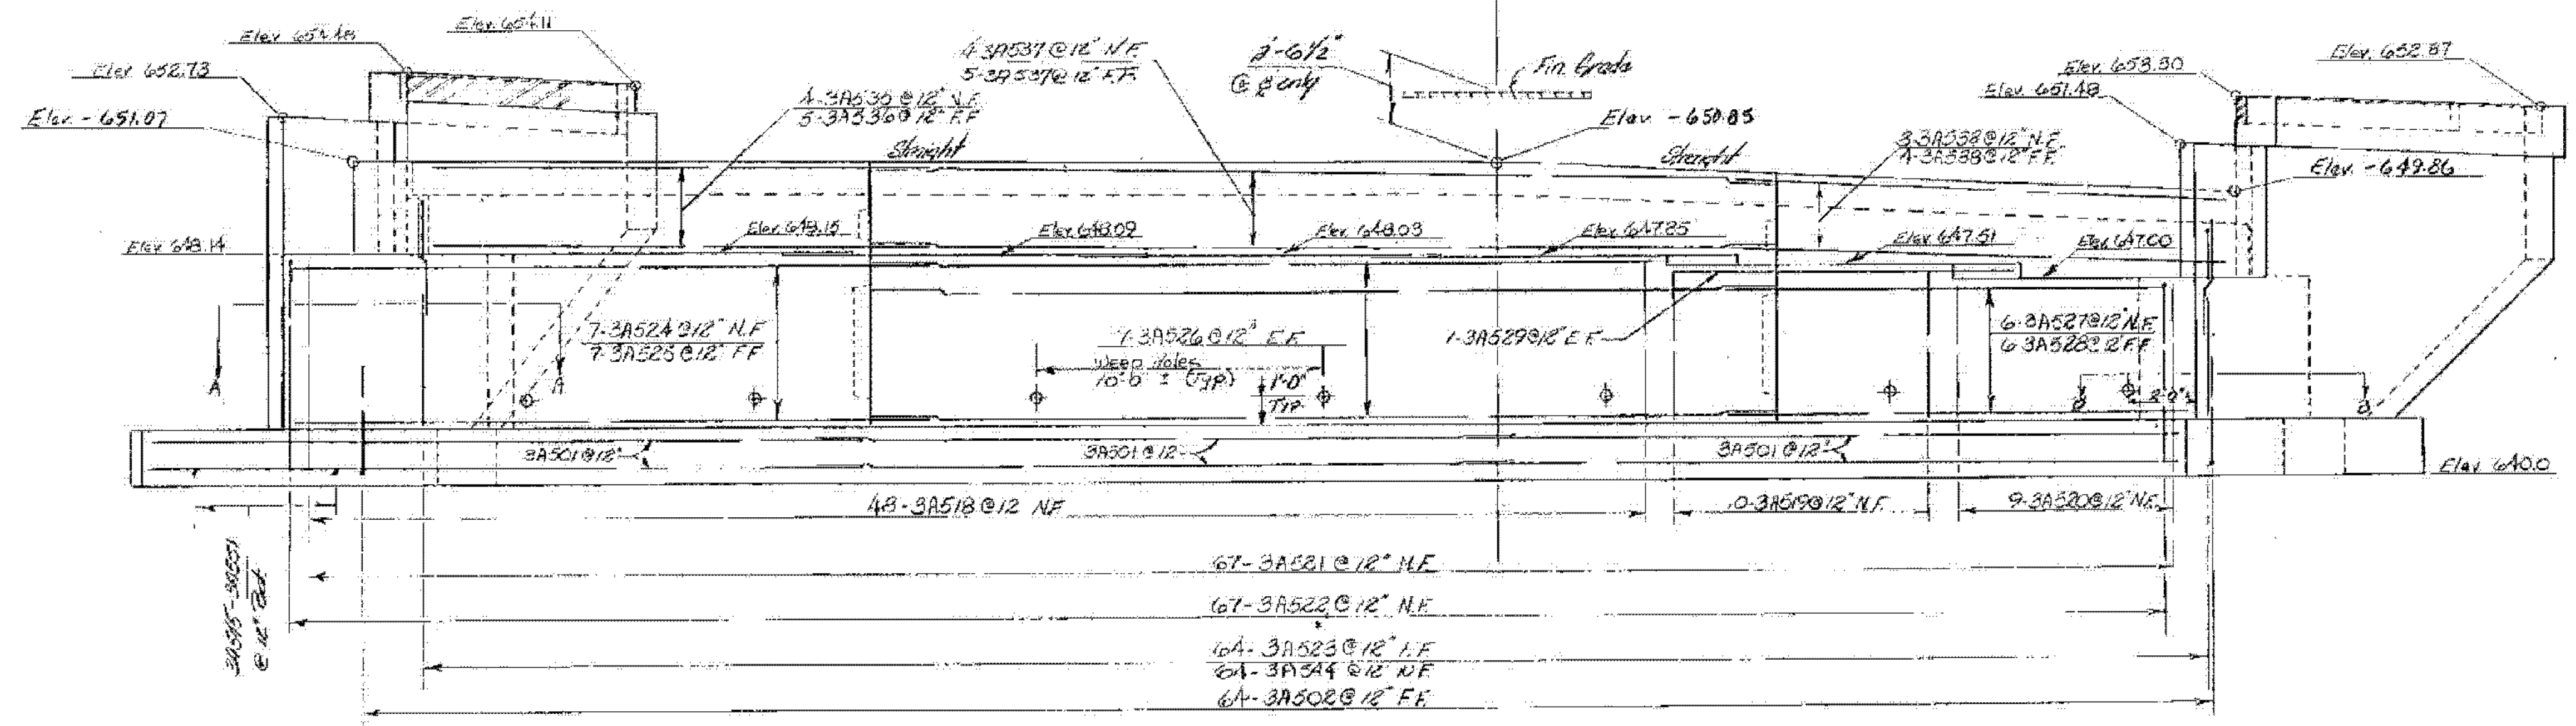 Elev. 654.11
Elev. 654.48
Elev. 652.73
Elev. - 651.07
4-3A537 @ 12" N.F.
5-3A537 @ 12" F.F.
4-3A535 @ 12" N.F.
5-3A536 @ 12" F.F.
Straight
2'-6½"
@ ℄ only
Fin. Grade
Elev. - 650.85
Straight
Elev. 653.30
Elev. 652.87
Elev. 651.48
3-3A538 @ 12" N.F.
4-3A538 @ 12" F.F.
Elev. - 649.86
Elev. 648.14
Elev. 648.15
Elev. 648.09
Elev. 648.03
Elev. 647.85
Elev. 647.51
Elev. 647.00
7-3A524 @ 12" N.F.
7-3A525 @ 12" F.F.
7-3A526 @ 12" E.F.
1-3A529 @ 12" E.F.
6-3A527 @ 12" N.F.
6-3A528 @ 12" F.F.
Weep Holes
10'-0" ± (Typ.)
1'-0"
Typ.
A
A
2'-0"
3A501 @ 12"
3A501 @ 12"
3A501 @ 12"
Elev. 640.0
48-3A518 @ 12 N.F.
0-3A519 @ 12" N.F.
9-3A520 @ 12" N.F.
@ 12"
67-3A521 @ 12" N.F.
67-3A522 @ 12" N.F.
64-3A523 @ 12"
64-3A544 @ 12" N.F.
64-3A502 @ 12" F.F.